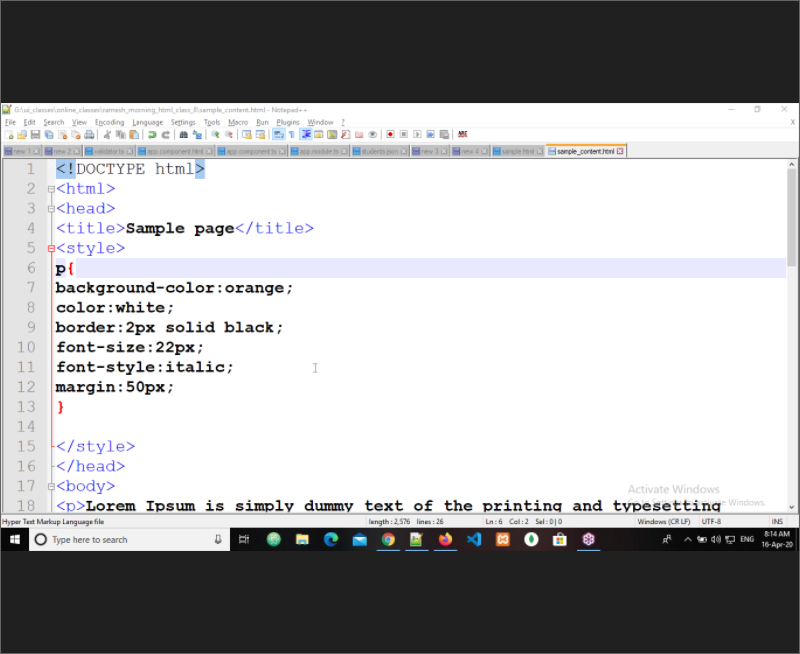 G:\ui_classes\online_classes\ramesh_morning_html_class_8\sample_content.html - Notepad++
File Edit Search View Encoding Language Settings Tools Macro Run Plugins Window ?
X
new 1 new 2 validator.ts app.component.html app.component.ts app.module.ts students.json new 3 new 4 sample.html sample_content.html
1 <!DOCTYPE html>
2 <html>
3 <head>
4 <title>Sample page</title>
5 <style>
6 p{
7 background-color:orange;
8 color:white;
9 border:2px solid black;
10 font-size:22px;
11 font-style:italic;
12 margin:50px;
13 }
14
15 </style>
16 </head>
17 <body>
18 <p>Lorem Ipsum is simply dummy text of the printing and typesetting
Activate Windows
Go to Settings to activate Windows.
Hyper Text Markup Language file length : 2,576 lines : 26 Ln : 6 Col : 2 Sel : 0 | 0 Windows (CR LF) UTF-8 INS
Type here to search
ENG
8:14 AM
16-Apr-20